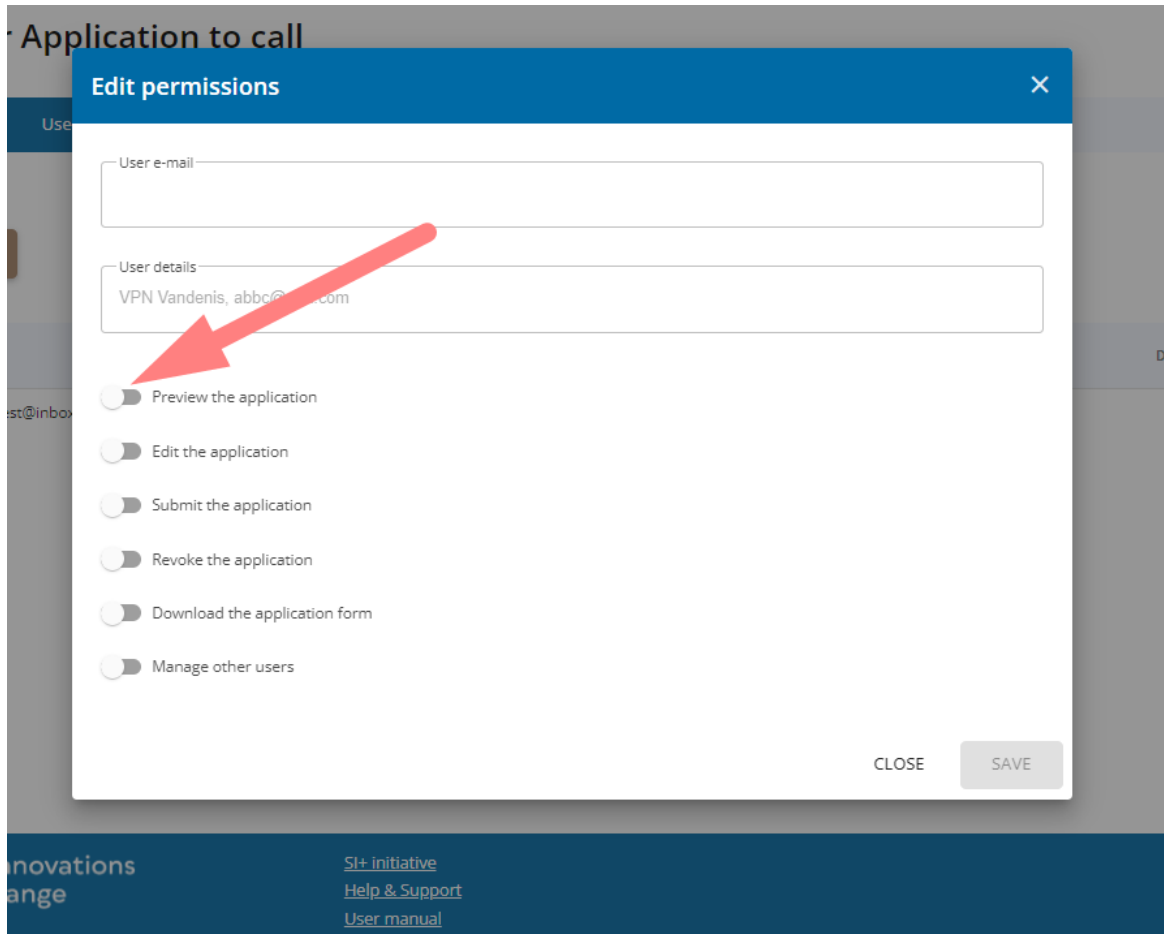 Application to call
Edit permissions
Use
User e-mail
User details
VPN Vandenis, abbc@ .com
D
Preview the application
est@inbox
Edit the application
Submit the application
Revoke the application
Download the application form
Manage other users
CLOSE SAVE
nnovations
ange
SI+ initiative
Help & Support
User manual